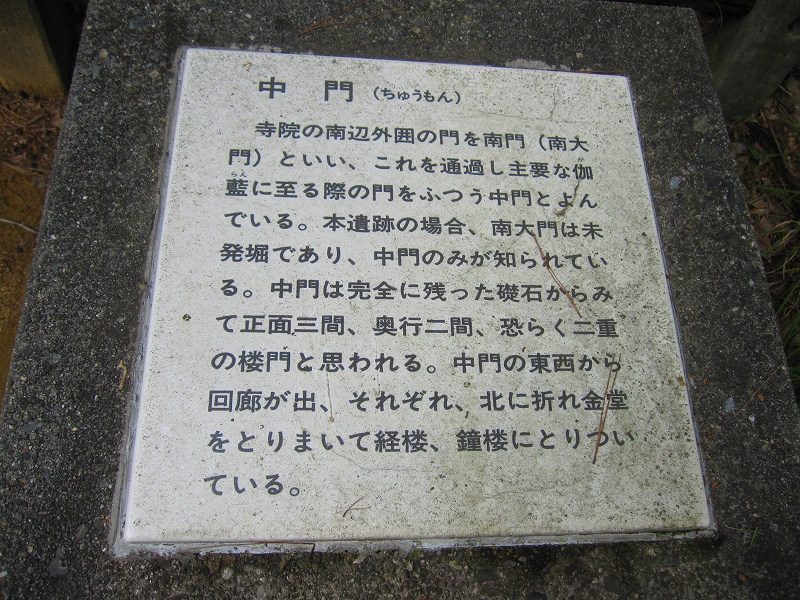 中門（ちゅうもん）
寺院の南辺外囲の門を南門（南大
門）といい、これを通過し主要な伽
藍に至る際の門をふつう中門とよん
でいる。本遺跡の場合、南大門は未
発堀であり、中門のみが知られてい
る。中門は完全に残った礎石からみ
て正面三間、奥行二間、恐らく二重
の楼門と思われる。中門の東西から
回廊が出、それぞれ、北に折れ金堂
をとりまいて経楼、鐘楼にとりつい
ている。